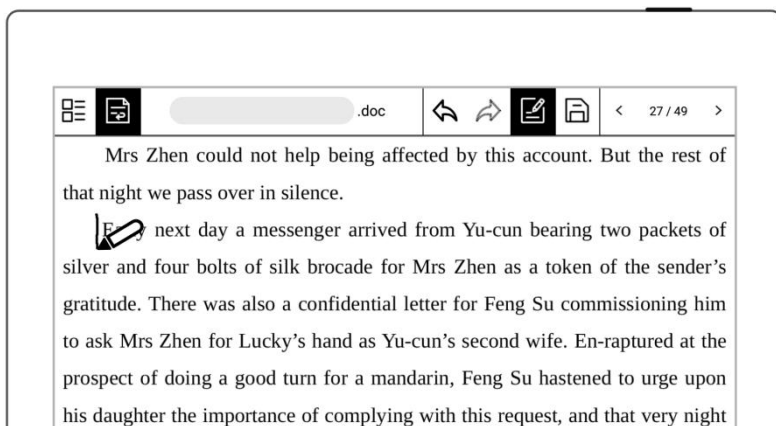 .doc
27 / 49
Mrs Zhen could not help being affected by this account. But the rest of
that night we pass over in silence.
next day a messenger arrived from Yu-cun bearing two packets of
silver and four bolts of silk brocade for Mrs Zhen as a token of the sender’s
gratitude. There was also a confidential letter for Feng Su commissioning him
to ask Mrs Zhen for Lucky’s hand as Yu-cun’s second wife. En-raptured at the
prospect of doing a good turn for a mandarin, Feng Su hastened to urge upon
his daughter the importance of complying with this request, and that very night